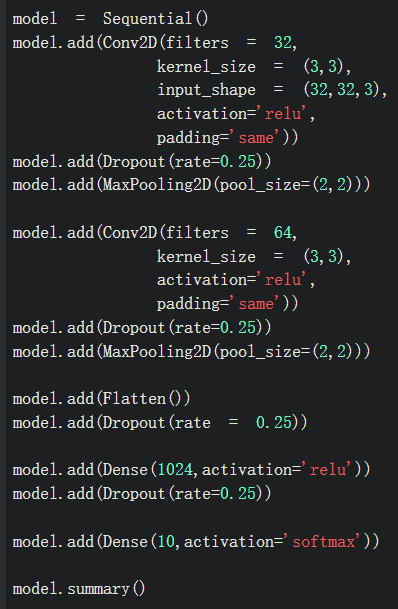 model = Sequential()
model.add(Conv2D(filters = 32,
kernel_size = (3,3),
input_shape = (32,32,3),
activation='relu',
padding='same'))
model.add(Dropout(rate=0.25))
model.add(MaxPooling2D(pool_size=(2,2)))
model.add(Conv2D(filters = 64,
kernel_size = (3,3),
activation='relu',
padding='same'))
model.add(Dropout(rate=0.25))
model.add(MaxPooling2D(pool_size=(2,2)))
model.add(Flatten())
model.add(Dropout(rate = 0.25))
model.add(Dense(1024,activation='relu'))
model.add(Dropout(rate=0.25))
model.add(Dense(10,activation='softmax'))
model.summary()